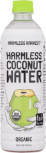 HARMLESS HARVEST
HARMLESS
COCONUT
WATER
ORGANIC